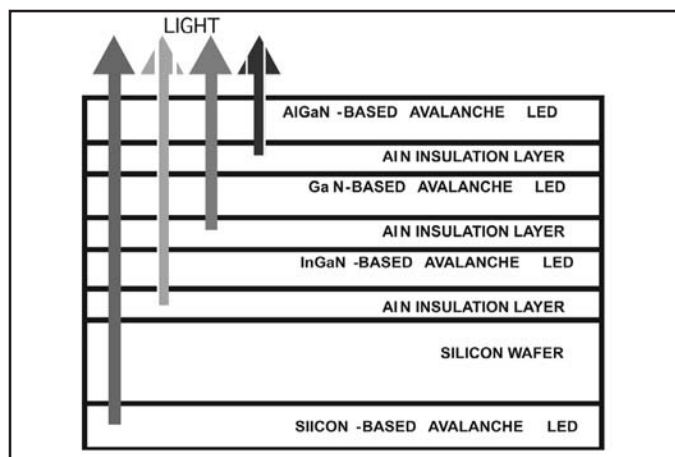 LIGHT
AlGaN -BASED AVALANCHE LED
AlN INSULATION LAYER
Ga N-BASED AVALANCHE LED
AlN INSULATION LAYER
InGaN -BASED AVALANCHE LED
AlN INSULATION LAYER
SILICON WAFER
SIICON -BASED AVALANCHE LED